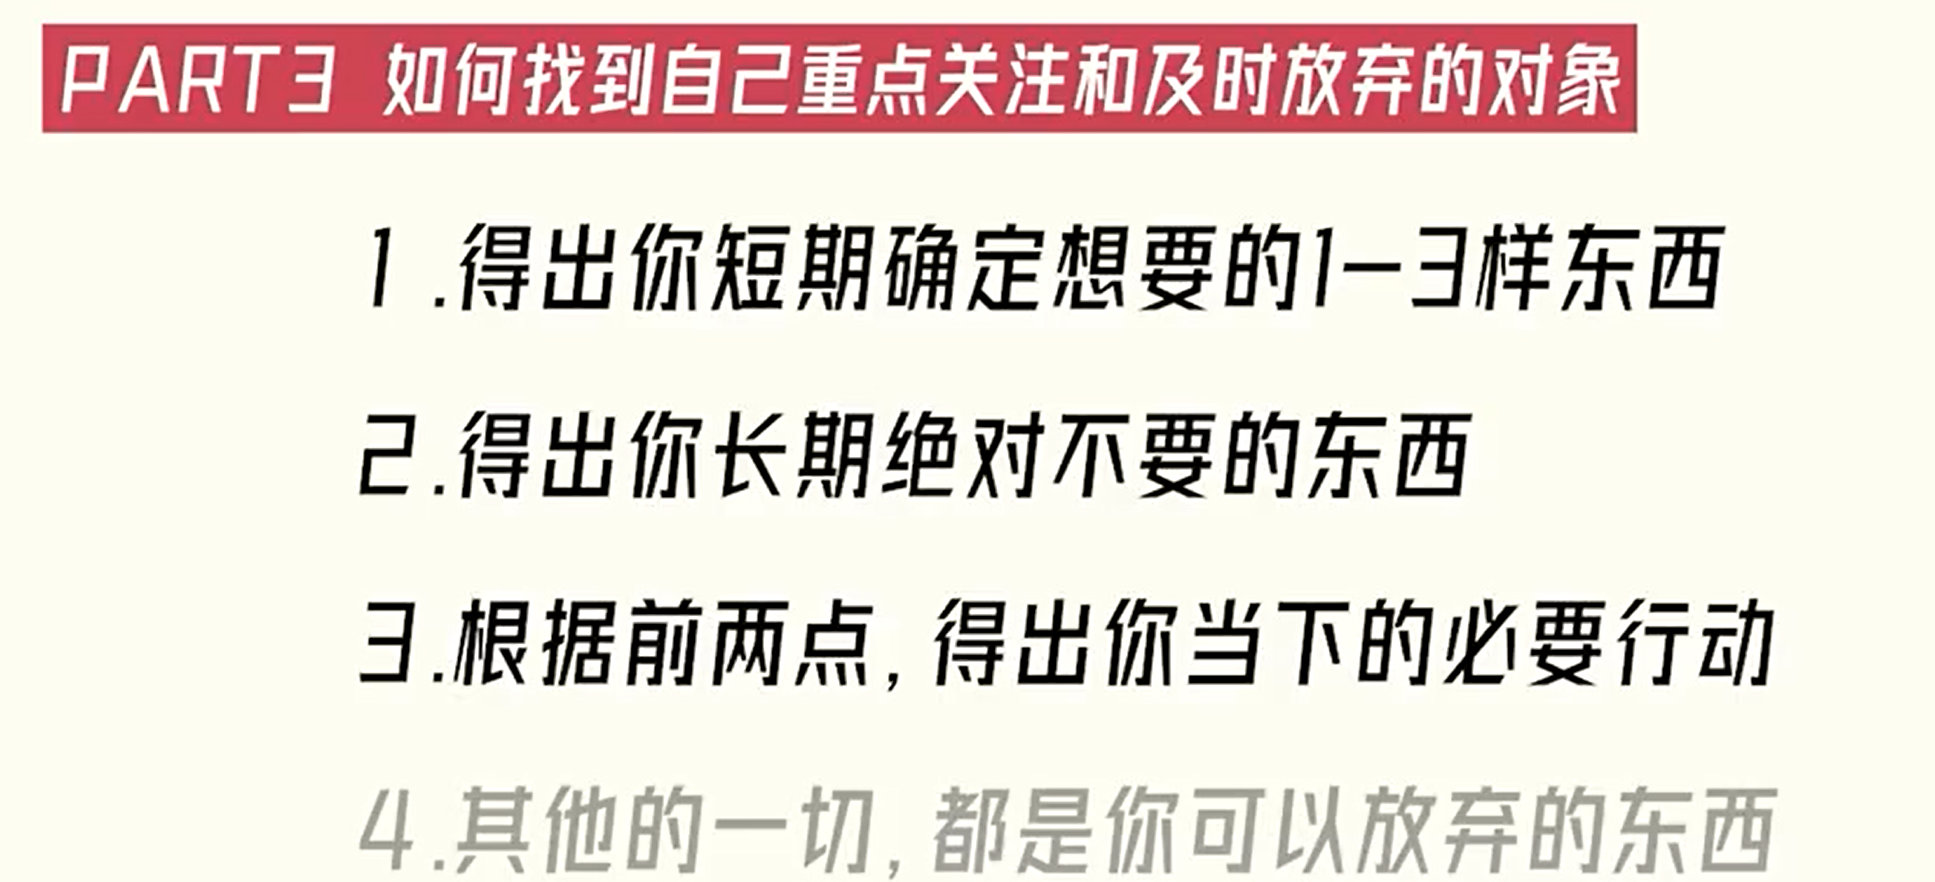 PART3 如何找到自己重点关注和及时放弃的对象
1.得出你短期确定想要的1-3样东西
2.得出你长期绝对不要的东西
3.根据前两点,得出你当下的必要行动
4.其他的一切,都是你可以放弃的东西